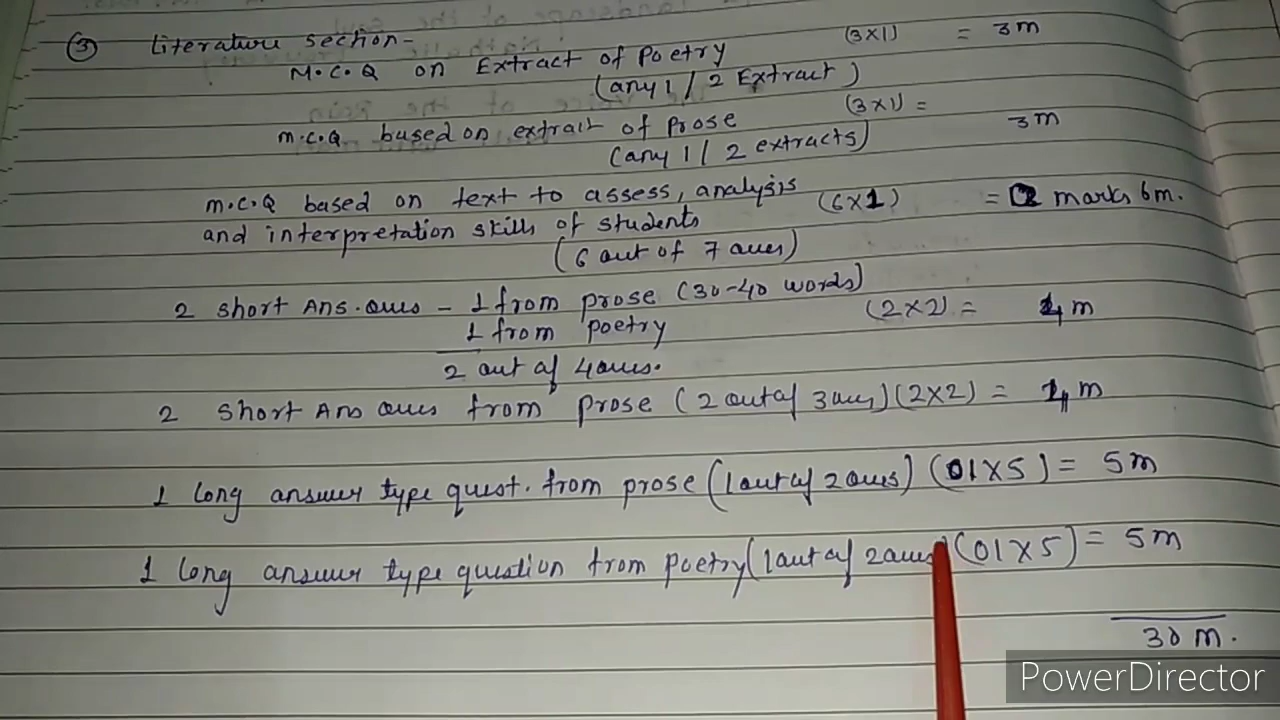 ③ Literature section-
M.C.Q on Extract of Poetry (3X1) = 3m
(any 1 / 2 Extract)
m.c.Q based on extract of Prose (3X1) = 3m
(any 1 / 2 extracts)
m.c.Q based on text to assess, analysis
and interpretation skills of students (6X1) = marks 6m.
(6 out of 7 ques)
2 short Ans. ques - 1 from prose (30-40 words)
1 from poetry (2X2) = 4m
2 out of 4 ques.
2 Short Ans ques from prose (2 out of 3 ques) (2X2) = 4m
1 long answer type quest. from prose (1 out of 2 ques) (01X5) = 5m
1 long answer type question from poetry (1 out of 2 ques) (01X5) = 5m
30 m.
PowerDirector